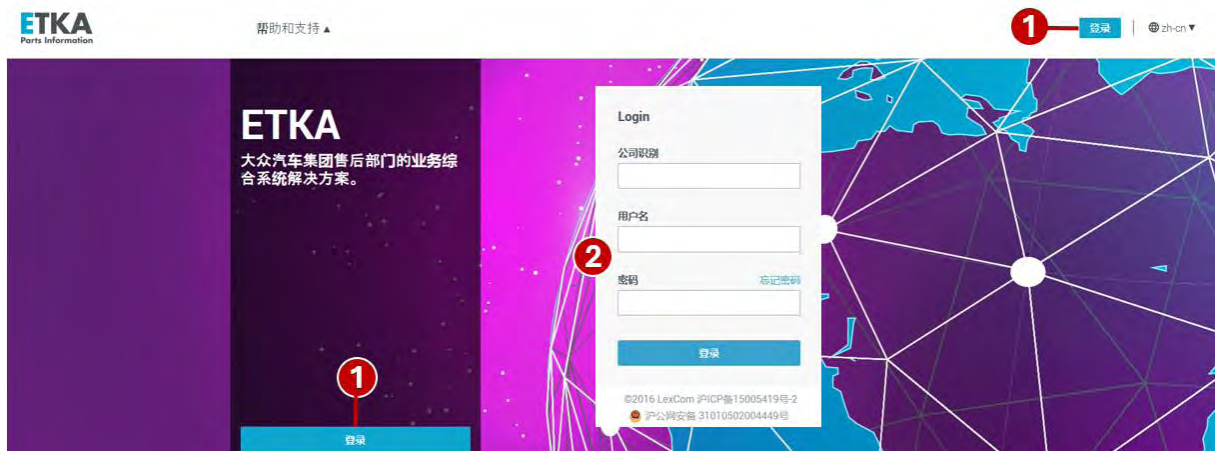 ETKA
Parts Information
帮助和支持 ▲
1
登录
zh-cn ▼
ETKA
大众汽车集团售后部门的业务综
合系统解决方案。
1
登录
2
Login
公司识别
用户名
密码 忘记密码
登录
©2016 LexCom 沪ICP备15005419号-2
沪公网安备 31010502004449号